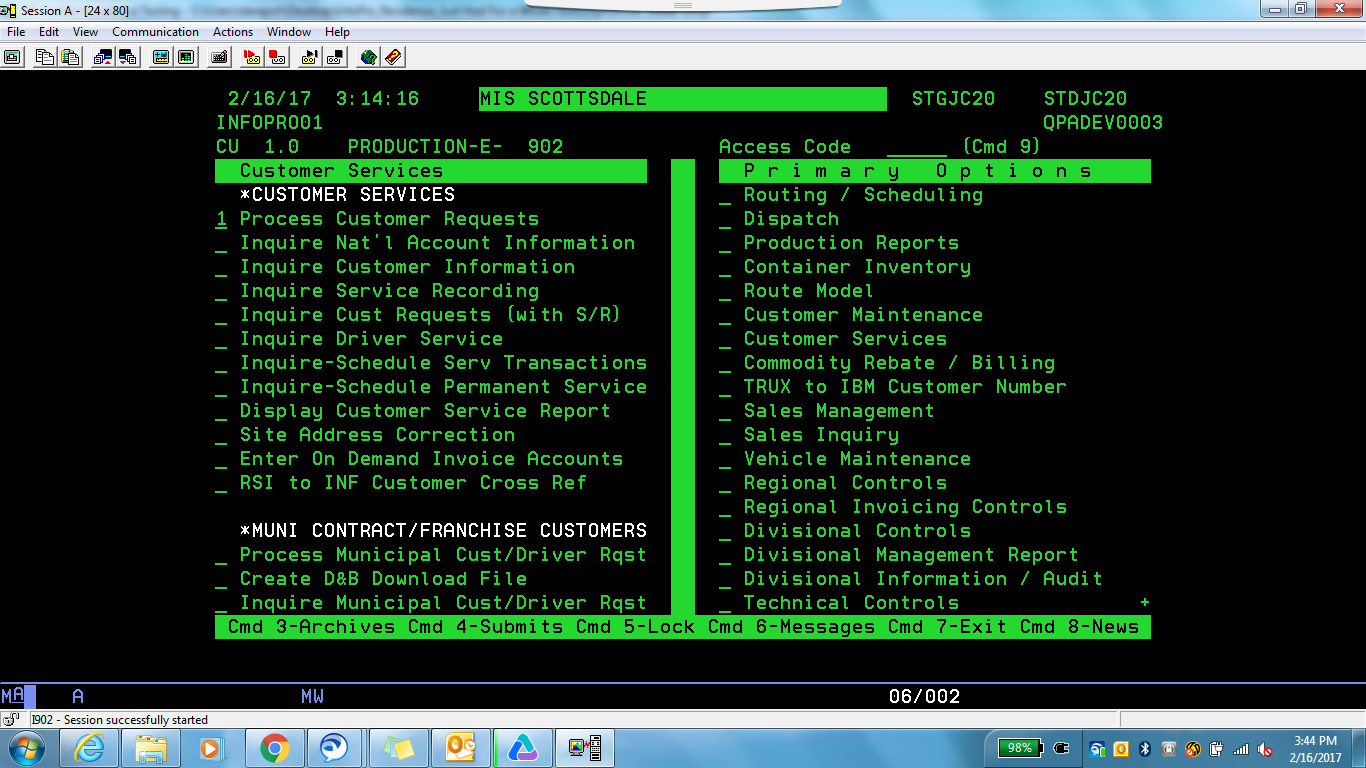 Session A - [24 x 80]
File Edit View Communication Actions Window Help
2/16/17 3:14:16 MIS SCOTTSDALE STGJC20 STDJC20
INFOPRO01 QPADEV0003
CU 1.0 PRODUCTION-E- 902 Access Code _____ (Cmd 9)
Customer Services
*CUSTOMER SERVICES
1 Process Customer Requests
_ Inquire Nat'l Account Information
_ Inquire Customer Information
_ Inquire Service Recording
_ Inquire Cust Requests (with S/R)
_ Inquire Driver Service
_ Inquire-Schedule Serv Transactions
_ Inquire-Schedule Permanent Service
_ Display Customer Service Report
_ Site Address Correction
_ Enter On Demand Invoice Accounts
_ RSI to INF Customer Cross Ref
*MUNI CONTRACT/FRANCHISE CUSTOMERS
_ Process Municipal Cust/Driver Rqst
_ Create D&B Download File
_ Inquire Municipal Cust/Driver Rqst
P r i m a r y O p t i o n s
_ Routing / Scheduling
_ Dispatch
_ Production Reports
_ Container Inventory
_ Route Model
_ Customer Maintenance
_ Customer Services
_ Commodity Rebate / Billing
_ TRUX to IBM Customer Number
_ Sales Management
_ Sales Inquiry
_ Vehicle Maintenance
_ Regional Controls
_ Regional Invoicing Controls
_ Divisional Controls
_ Divisional Management Report
_ Divisional Information / Audit
_ Technical Controls +
Cmd 3-Archives Cmd 4-Submits Cmd 5-Lock Cmd 6-Messages Cmd 7-Exit Cmd 8-News
MA A MW 06/002
I902 - Session successfully started
98%
3:44 PM
2/16/2017